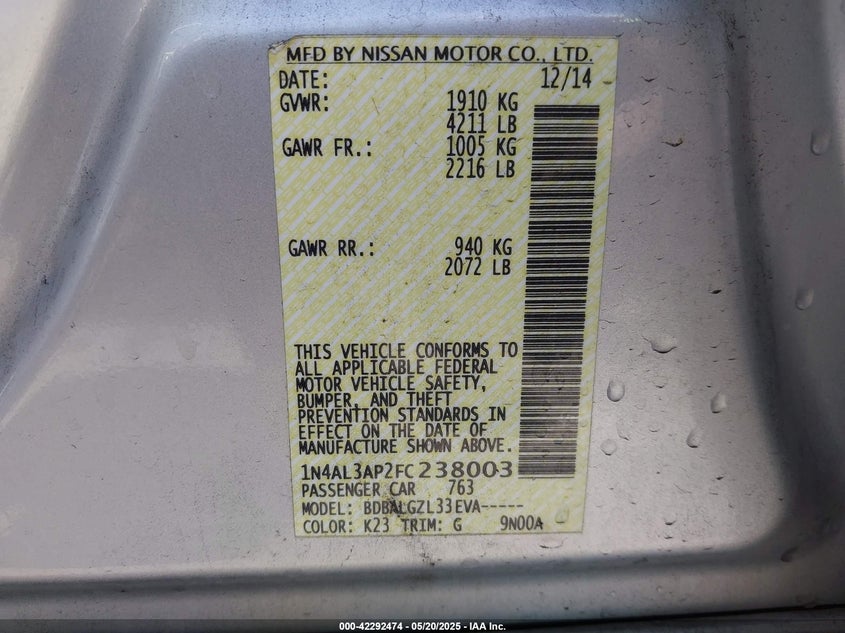 MFD BY NISSAN MOTOR CO., LTD.
DATE: 12/14
GVWR: 1910 KG
4211 LB
GAWR FR.: 1005 KG
2216 LB
GAWR RR.: 940 KG
2072 LB
THIS VEHICLE CONFORMS TO
ALL APPLICABLE FEDERAL
MOTOR VEHICLE SAFETY,
BUMPER, AND THEFT
PREVENTION STANDARDS IN
EFFECT ON THE DATE OF
MANUFACTURE SHOWN ABOVE.
1N4AL3AP2FC238003
PASSENGER CAR 763
MODEL: BDBALGZL33EVA-----
COLOR: K23 TRIM: G 9N00A
000-42292474 - 05/20/2025 - IAA Inc.